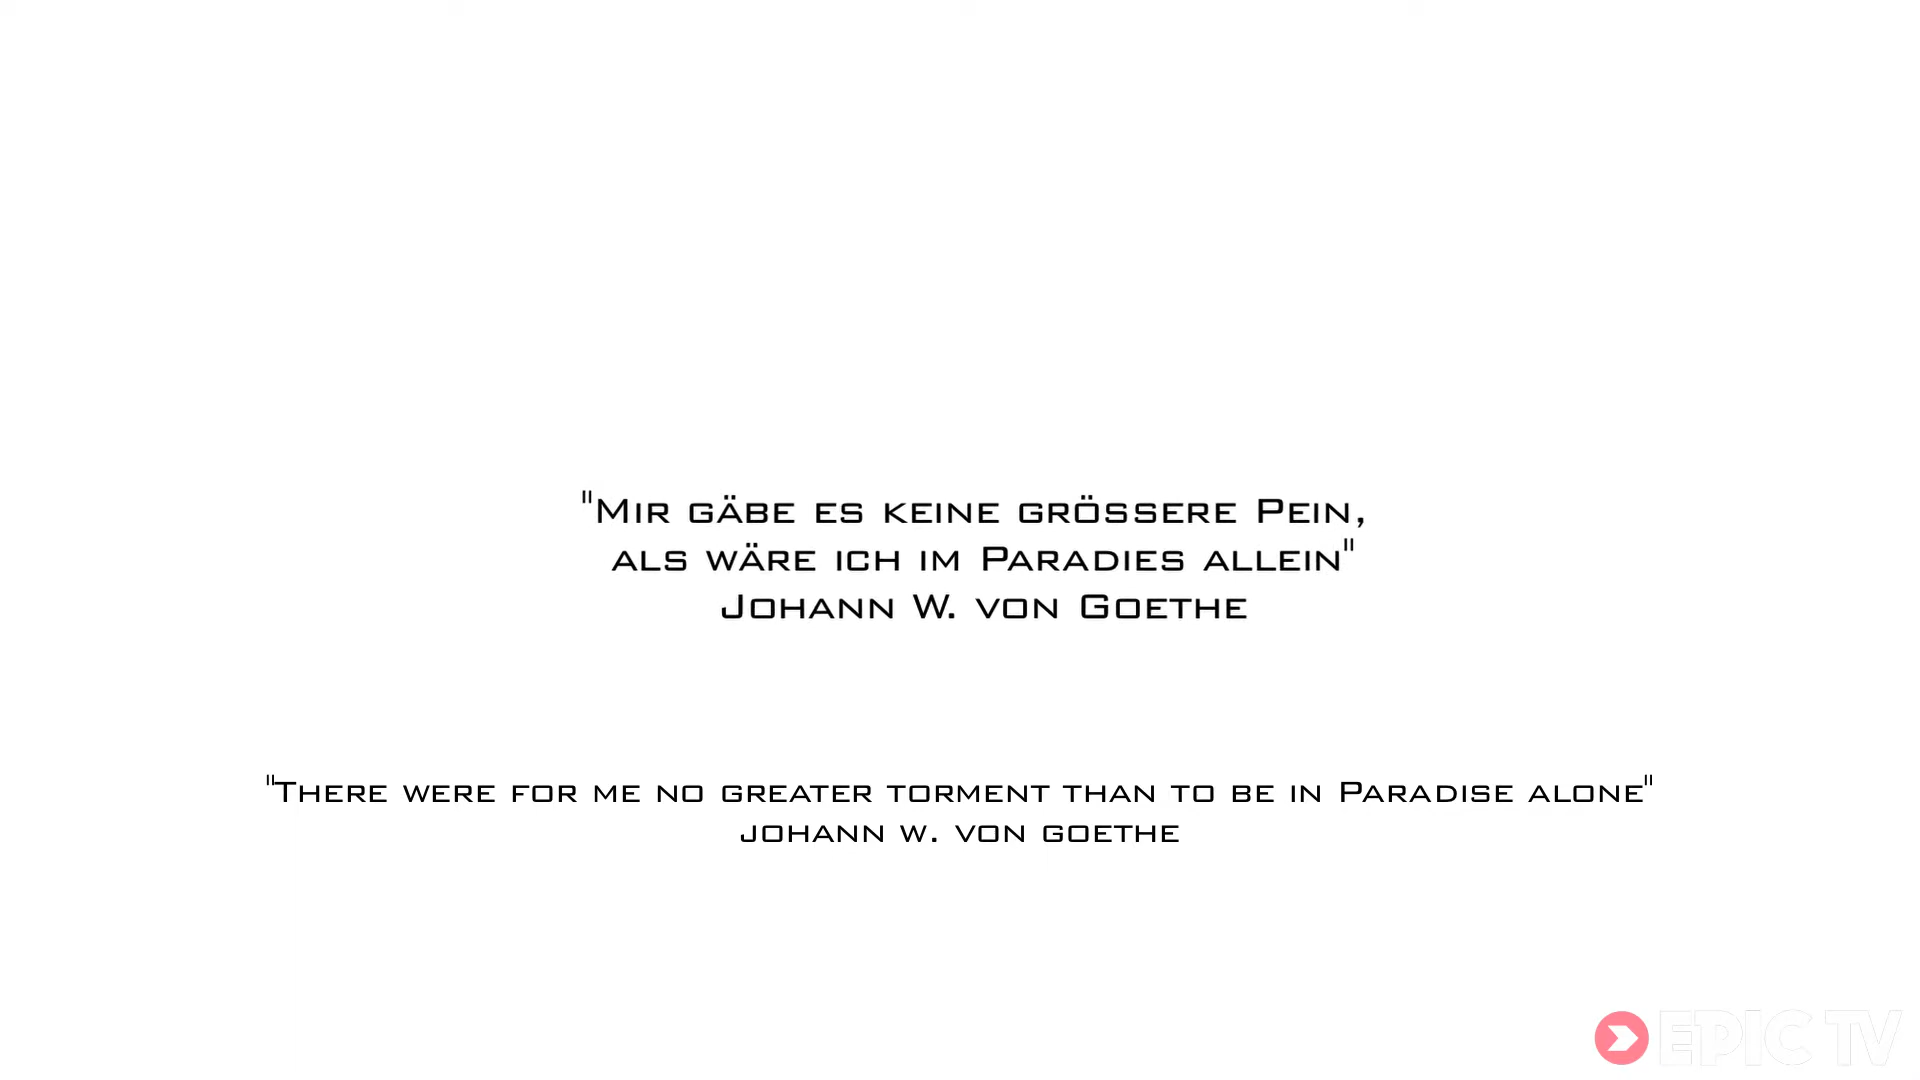 "Mir gäbe es keine grössere Pein,
als wäre ich im Paradies allein"
Johann W. von Goethe
"There were for me no greater torment than to be in Paradise alone"
johann w. von goethe
EPIC TV